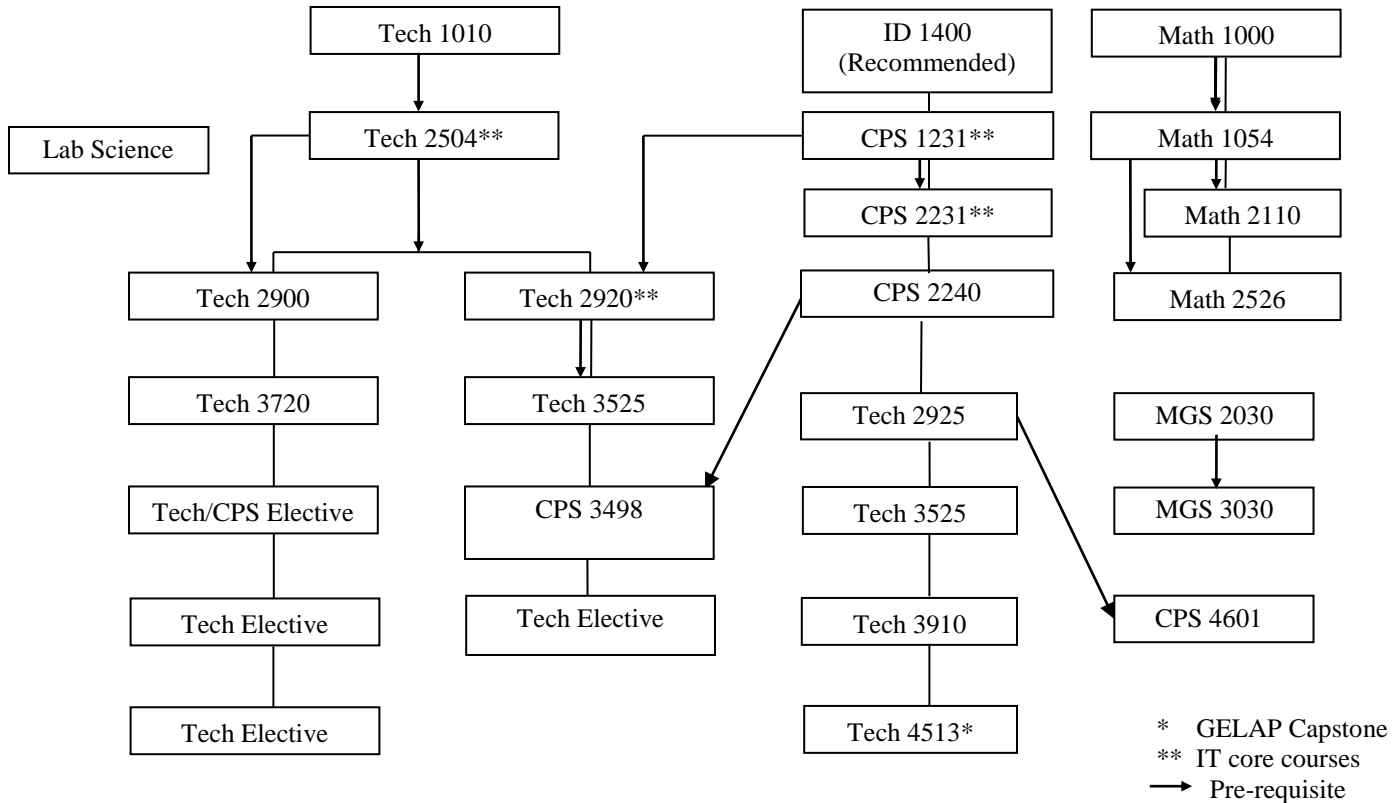 Tech 1010
ID 1400
(Recommended)
Math 1000
Lab Science
Tech 2504**
CPS 1231**
Math 1054
CPS 2231**
Math 2110
Tech 2900
Tech 2920**
CPS 2240
Math 2526
Tech 3720
Tech 3525
Tech 2925
MGS 2030
Tech/CPS Elective
CPS 3498
Tech 3525
MGS 3030
Tech Elective
Tech Elective
Tech 3910
CPS 4601
Tech Elective
Tech 4513*
* GELAP Capstone
** IT core courses
Pre-requisite